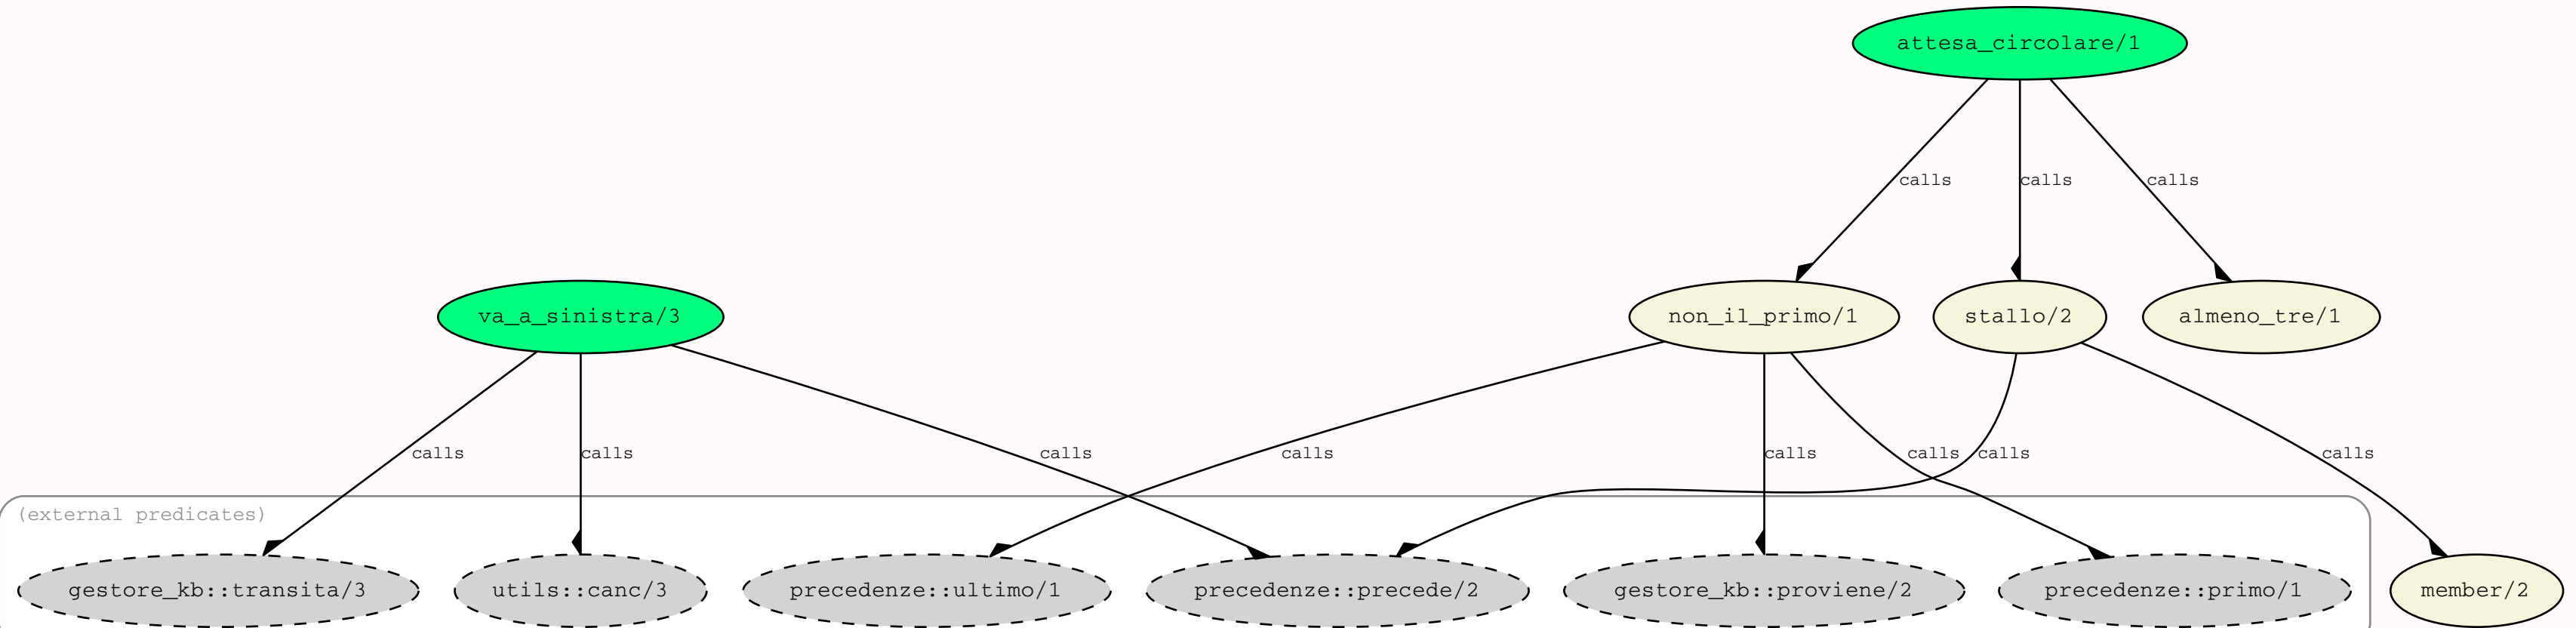 attesa_circolare/1
calls
calls
calls
va_a_sinistra/3
non_il_primo/1
stallo/2
almeno_tre/1
calls
calls
calls
calls
calls
calls
calls
calls
(external predicates)
gestore_kb::transita/3
utils::canc/3
precedenze::ultimo/1
precedenze::precede/2
gestore_kb::proviene/2
precedenze::primo/1
member/2